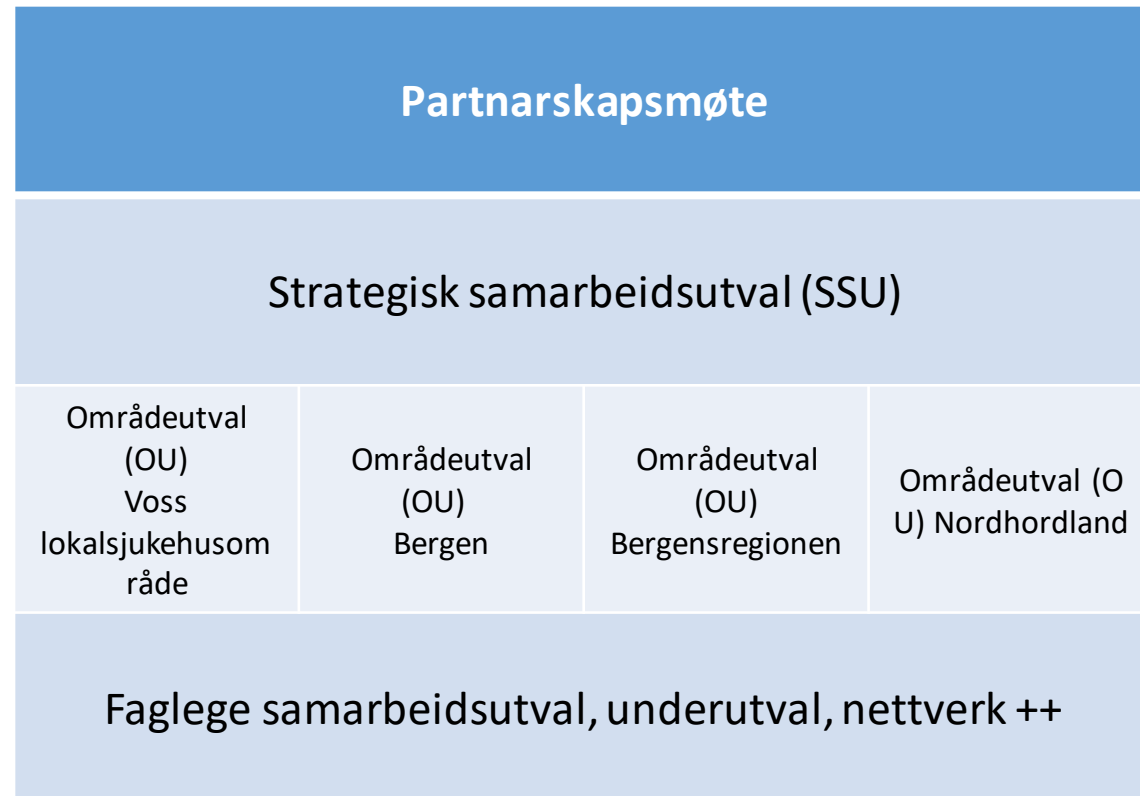 Partnarskapsmøte
Strategisk samarbeidsutval (SSU)
Områdeutval
(OU)
Voss
lokalsjukehusom
råde
Områdeutval
(OU)
Bergen
Områdeutval
(OU)
Bergensregionen
Områdeutval (O
U) Nordhordland
Faglege samarbeidsutval, underutval, nettverk ++